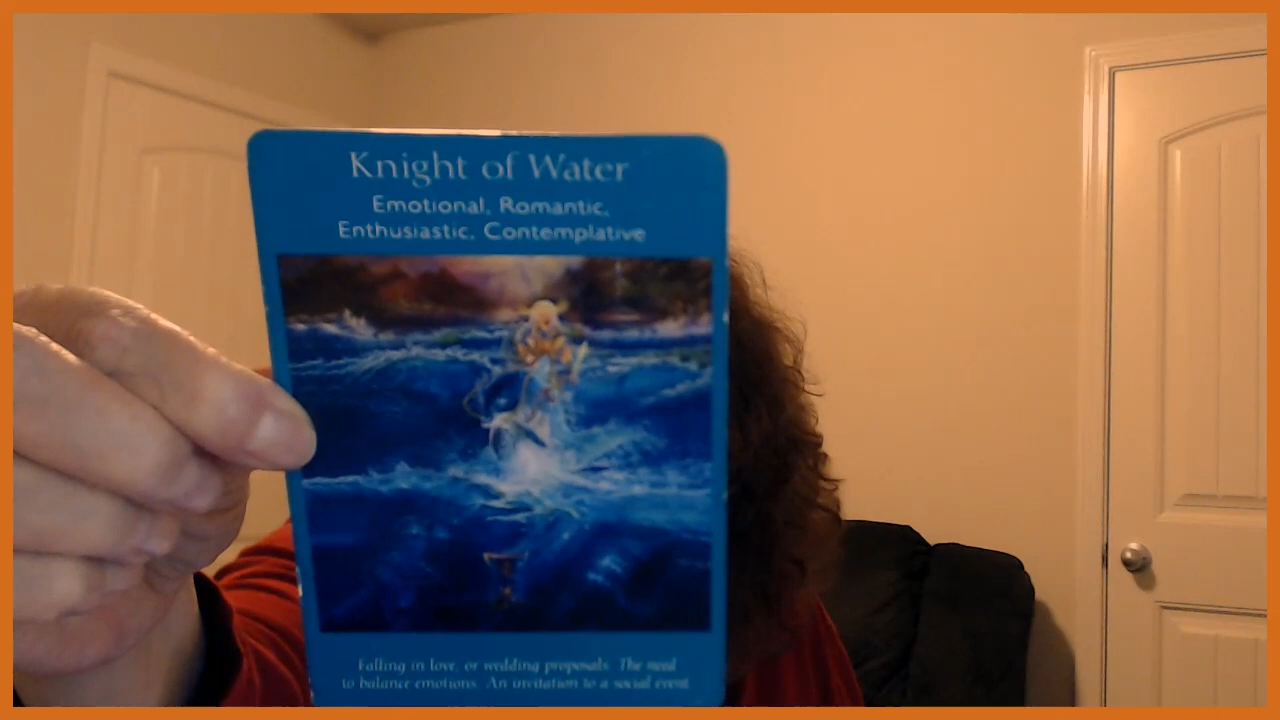 Knight of Water
Emotional, Romantic,
Enthusiastic, Contemplative
Falling in love, or wedding proposals. The need
to balance emotions. An invitation to a social event.